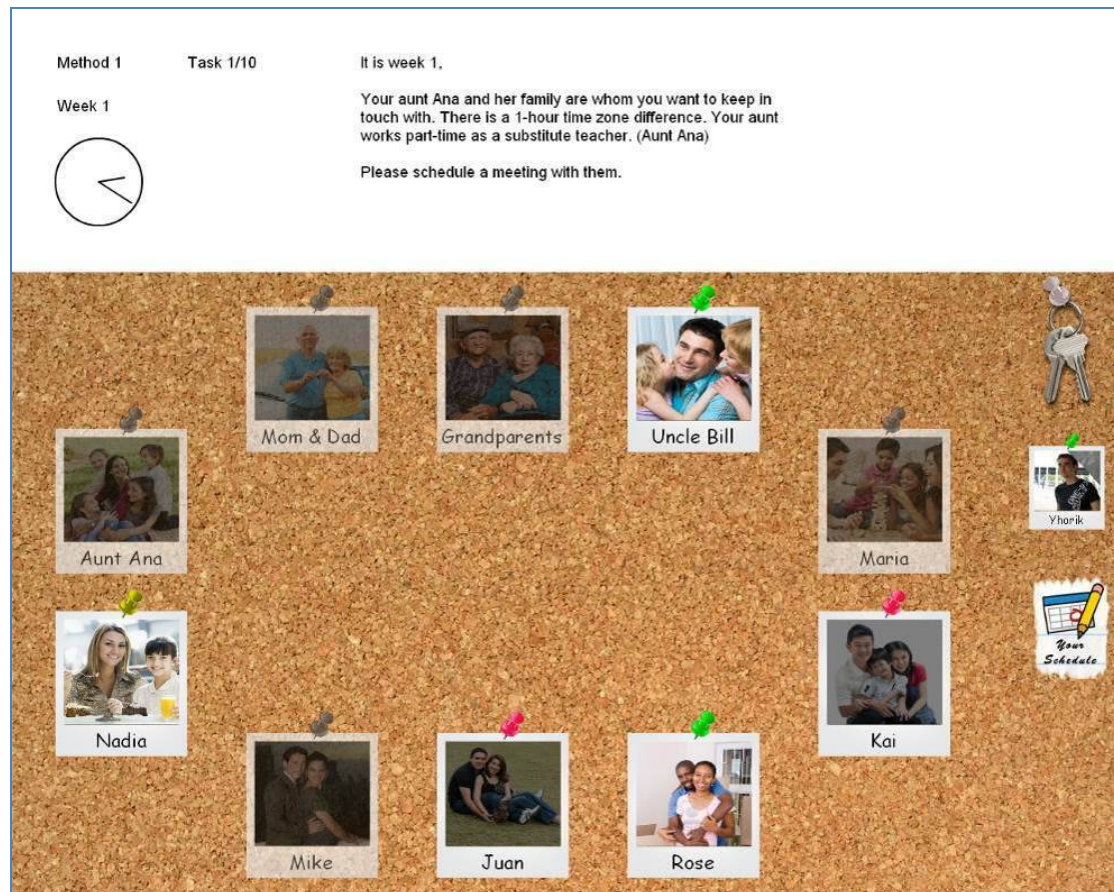 Method 1
Task 1/10
It is week 1,
Week 1
Your aunt Ana and her family are whom you want to keep in
touch with. There is a 1-hour time zone difference. Your aunt
works part-time as a substitute teacher. (Aunt Ana)
Please schedule a meeting with them.
Mom & Dad
Grandparents
Uncle Bill
Aunt Ana
Maria
Yhorik
Nadia
Kai
Your
Schedule
Mike
Juan
Rose